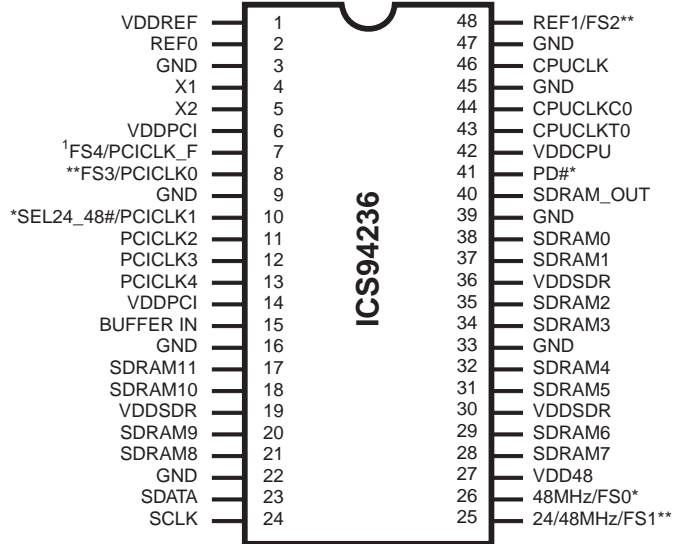 VDDREF 1 48 REF1/FS2**
REF0 2 47 GND
GND 3 46 CPUCLK
X1 4 45 GND
X2 5 44 CPUCLKC0
VDDPCI 6 43 CPUCLKT0
1FS4/PCICLK_F 7 42 VDDCPU
**FS3/PCICLK0 8 41 PD#*
GND 9 40 SDRAM_OUT
*SEL24_48#/PCICLK1 10 39 GND
PCICLK2 11 38 SDRAM0
PCICLK3 12 37 SDRAM1
PCICLK4 13 36 VDDSDR
VDDPCI 14 35 SDRAM2
BUFFER IN 15 34 SDRAM3
GND 16 33 GND
SDRAM11 17 32 SDRAM4
SDRAM10 18 31 SDRAM5
VDDSDR 19 30 VDDSDR
SDRAM9 20 29 SDRAM6
SDRAM8 21 28 SDRAM7
GND 22 27 VDD48
SDATA 23 26 48MHz/FS0*
SCLK 24 25 24/48MHz/FS1**
ICS94236